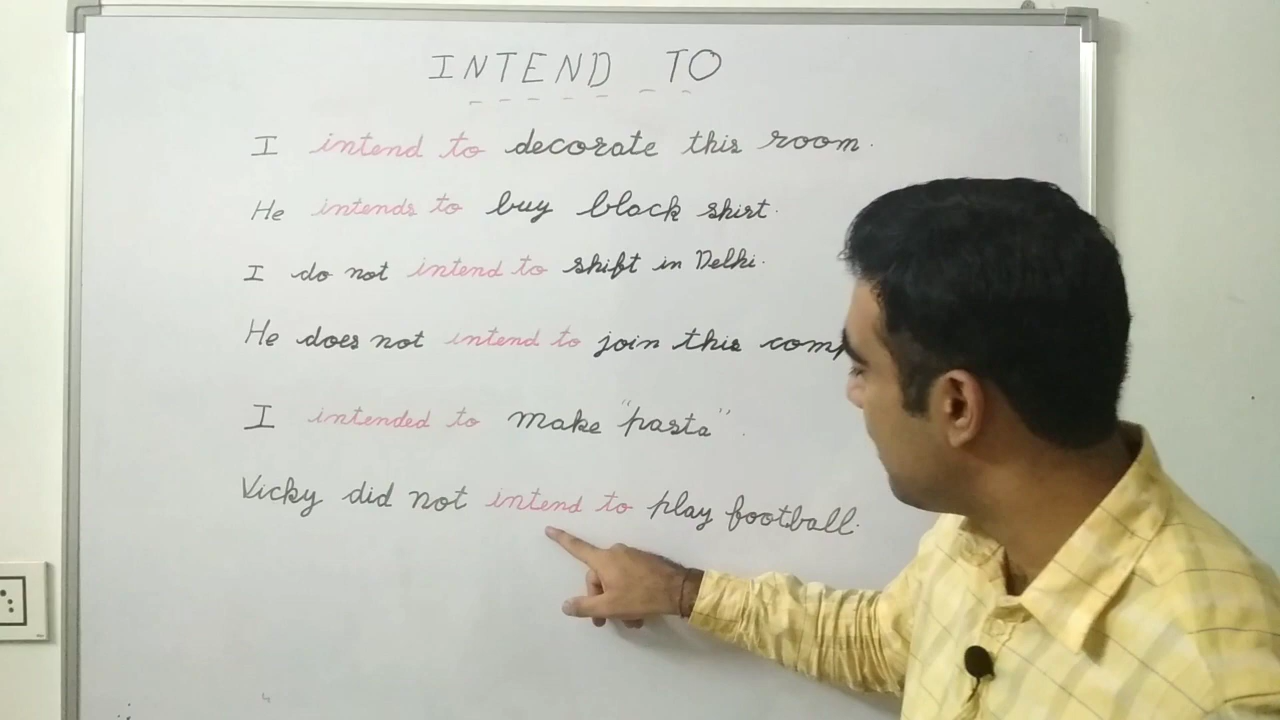 INTEND TO
I intend to decorate this room.
He intends to buy black shirt.
I do not intend to shift in Delhi.
He does not intend to join this
I intended to make "pasta".
Vicky did not intend to play football.